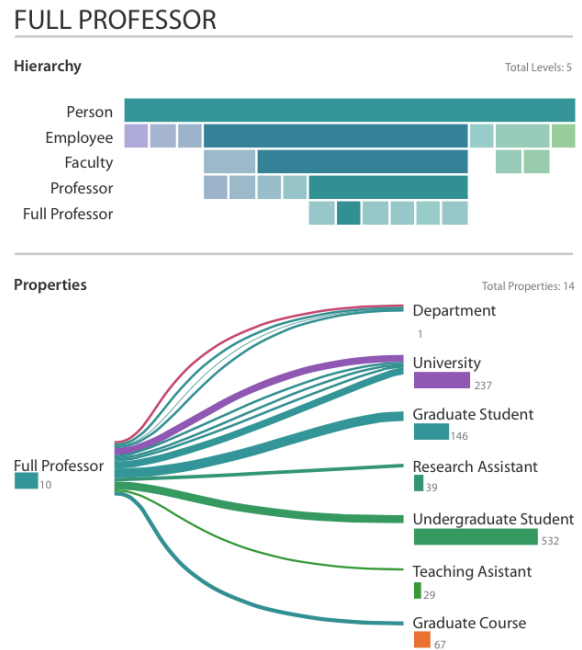 FULL PROFESSOR
Hierarchy
Total Levels: 5
Person
Employee
Faculty
Professor
Full Professor
Properties
Total Properties: 14
Department
1
University
237
Graduate Student
146
Full Professor
10
Research Assistant
39
Undergraduate Student
532
Teaching Asistant
29
Graduate Course
67